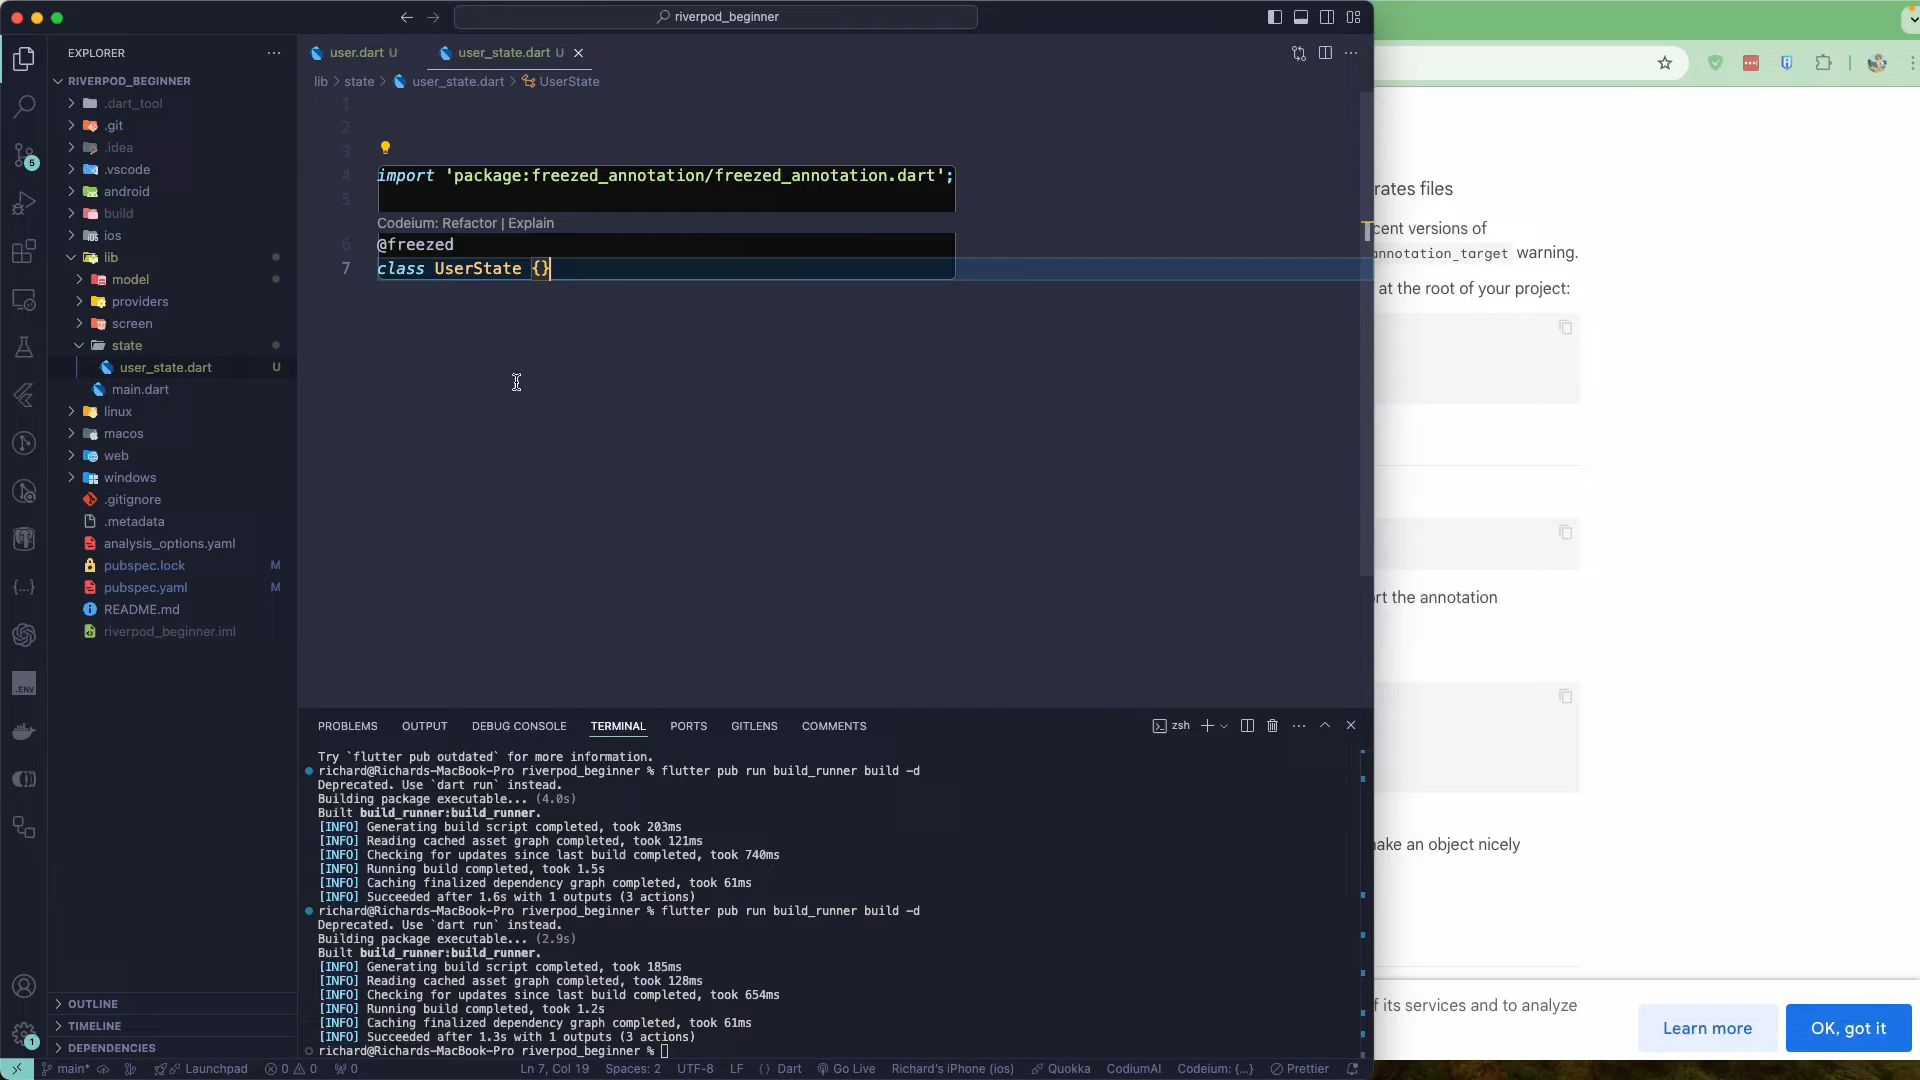 riverpod_beginner
EXPLORER
RIVERPOD_BEGINNER
.dart_tool
.git
.idea
.vscode
android
build
ios
lib
model
providers
screen
state
user_state.dart U
main.dart
linux
macos
web
windows
.gitignore
.metadata
analysis_options.yaml
pubspec.lock M
pubspec.yaml M
README.md
riverpod_beginner.iml
OUTLINE
TIMELINE
DEPENDENCIES
5
.ENV
1
user.dart U
user_state.dart U
lib > state > user_state.dart > UserState
1
2
3
4 import 'package:freezed_annotation/freezed_annotation.dart';
5
Codeium: Refactor | Explain
6 @freezed
7 class UserState {}
PROBLEMS OUTPUT DEBUG CONSOLE TERMINAL PORTS GITLENS COMMENTS
zsh
Try `flutter pub outdated` for more information.
richard@Richards-MacBook-Pro riverpod_beginner % flutter pub run build_runner build -d
Deprecated. Use `dart run` instead.
Building package executable... (4.0s)
Built build_runner:build_runner.
[INFO] Generating build script completed, took 203ms
[INFO] Reading cached asset graph completed, took 121ms
[INFO] Checking for updates since last build completed, took 740ms
[INFO] Running build completed, took 1.5s
[INFO] Caching finalized dependency graph completed, took 61ms
[INFO] Succeeded after 1.6s with 1 outputs (3 actions)
richard@Richards-MacBook-Pro riverpod_beginner % flutter pub run build_runner build -d
Deprecated. Use `dart run` instead.
Building package executable... (2.9s)
Built build_runner:build_runner.
[INFO] Generating build script completed, took 185ms
[INFO] Reading cached asset graph completed, took 128ms
[INFO] Checking for updates since last build completed, took 654ms
[INFO] Running build completed, took 1.2s
[INFO] Caching finalized dependency graph completed, took 61ms
[INFO] Succeeded after 1.3s with 1 outputs (3 actions)
richard@Richards-MacBook-Pro riverpod_beginner %
main* Launchpad 0 0 0 Ln 7, Col 19 Spaces: 2 UTF-8 LF Dart Go Live Richard's iPhone (ios) Quokka CodiumAI Codeium: {...} Prettier
rates files
cent versions of
annotation_target warning.
at the root of your project:
rt the annotation
ake an object nicely
f its services and to analyze
Learn more
OK, got it